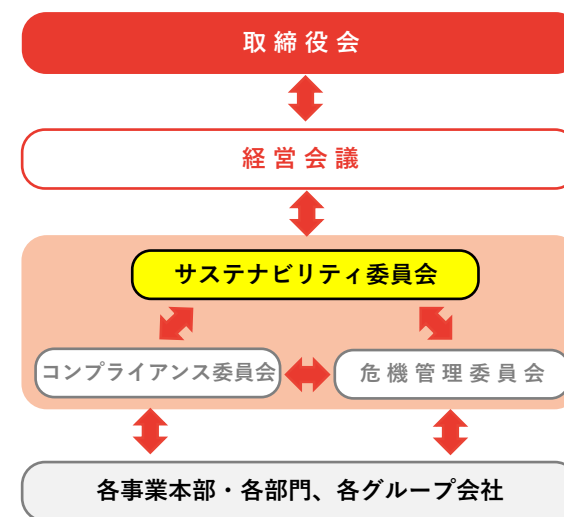 取締役会
経営会議
サステナビリティ委員会
コンプライアンス委員会
危機管理委員会
各事業本部・各部門、各グループ会社